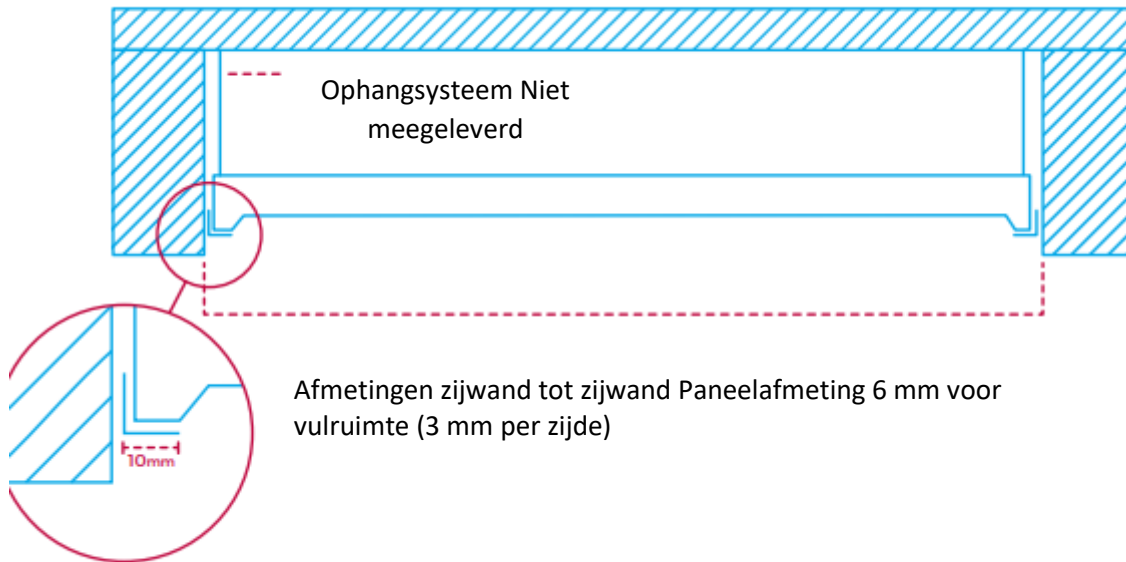 Ophangsysteem Niet
meegeleverd
Afmetingen zijwand tot zijwand Paneelafmeting 6 mm voor
vulruimte (3 mm per zijde)
10mm